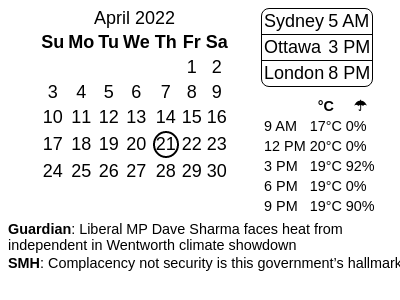 April 2022
Su Mo Tu We Th Fr Sa
1 2
3 4 5 6 7 8 9
10 11 12 13 14 15 16
17 18 19 20 21 22 23
24 25 26 27 28 29 30
Sydney 5 AM
Ottawa 3 PM
London 8 PM
°C ☂
9 AM 17°C 0%
12 PM 20°C 0%
3 PM 19°C 92%
6 PM 19°C 0%
9 PM 19°C 90%
Guardian: Liberal MP Dave Sharma faces heat from
independent in Wentworth climate showdown
SMH: Complacency not security is this government’s hallmark